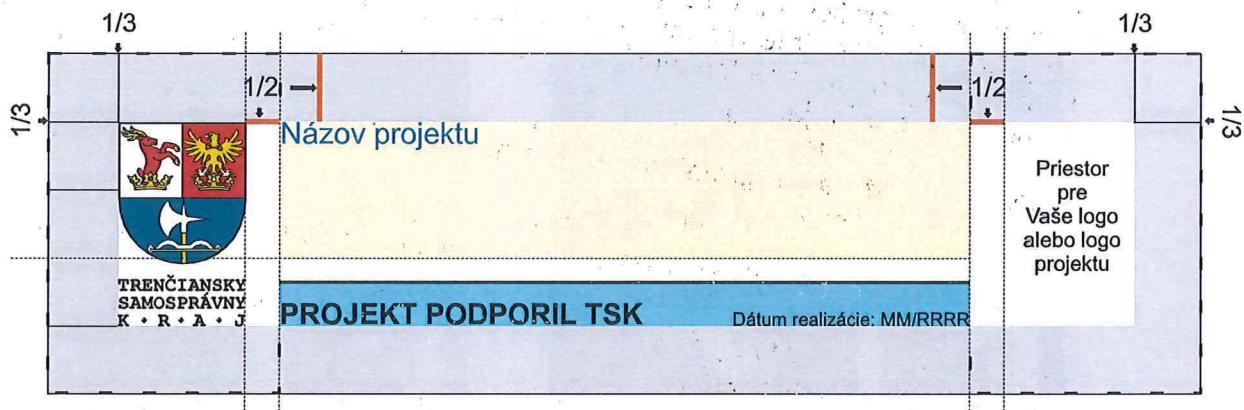 1/3
1/3
1/2
1/2
1/3
1/3
Názov projektu
Priestor
pre
Vaše logo
alebo logo
projektu
TRENČIANSKY
SAMOSPRÁVNY
K • R • A • J
PROJEKT PODPORIL TSK
Dátum realizácie: MM/RRRR